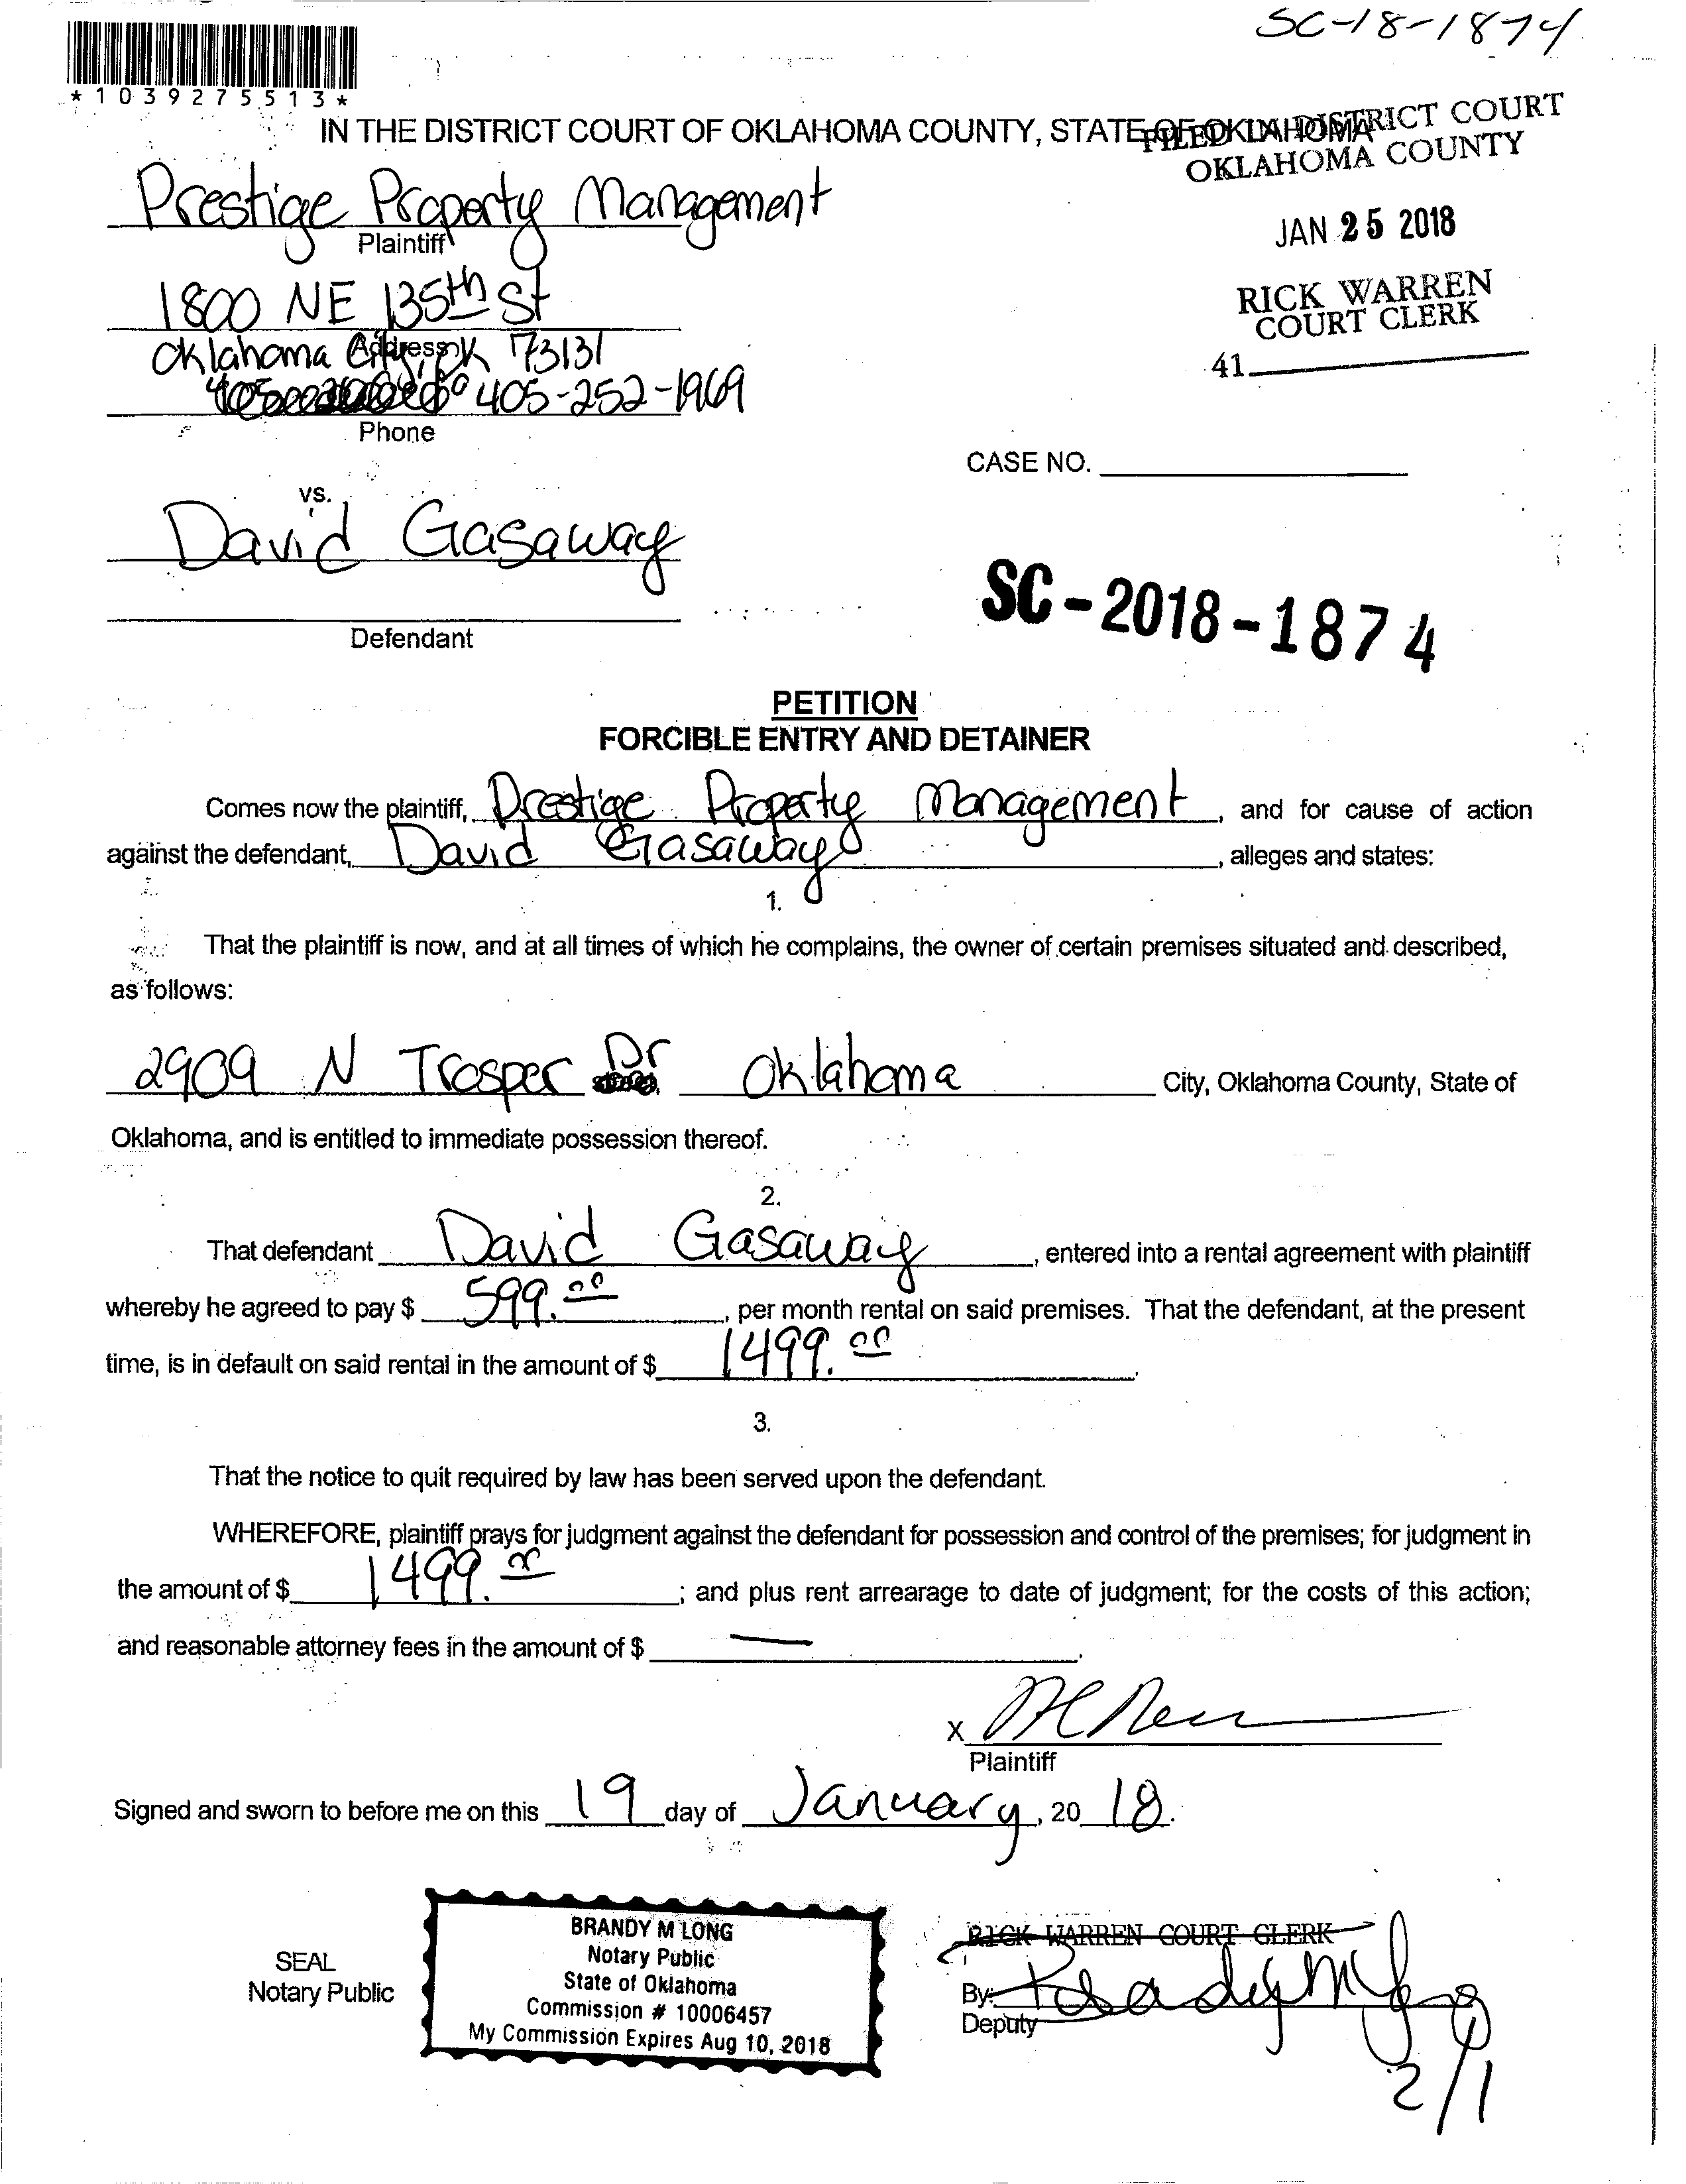 SC-18-1874
*1039275513*
IN THE DISTRICT COURT OF OKLAHOMA COUNTY, STATE OF OKLAHOMA
FILED IN DISTRICT COURT
OKLAHOMA COUNTY
Prestige Property Management
Plaintiff
JAN 25 2018
1800 NE 135th St
RICK WARREN
COURT CLERK
Address
Oklahoma City, OK 73131
41
405-252-1969
Phone
CASE NO.
vs.
David Gasaway
SC-2018-1874
Defendant
PETITION
FORCIBLE ENTRY AND DETAINER
Comes now the plaintiff, Prestige Property Management, and for cause of action
against the defendant, David Gasaway, alleges and states:
1.
That the plaintiff is now, and at all times of which he complains, the owner of certain premises situated and described,
as follows:
2909 N Trosper Dr Oklahoma City, Oklahoma County, State of
Oklahoma, and is entitled to immediate possession thereof.
2.
That defendant David Gasaway, entered into a rental agreement with plaintiff
whereby he agreed to pay $ 599.00, per month rental on said premises. That the defendant, at the present
time, is in default on said rental in the amount of $ 1499.00.
3.
That the notice to quit required by law has been served upon the defendant.
WHEREFORE, plaintiff prays for judgment against the defendant for possession and control of the premises; for judgment in
the amount of $ 1499.00; and plus rent arrearage to date of judgment; for the costs of this action;
and reasonable attorney fees in the amount of $ —.
X
Plaintiff
Signed and sworn to before me on this 19 day of January, 20 18.
BRANDY M LONG
Notary Public
State of Oklahoma
Commission # 10006457
My Commission Expires Aug 10, 2018
SEAL
Notary Public
RICK WARREN COURT CLERK
By:
Deputy
2/1